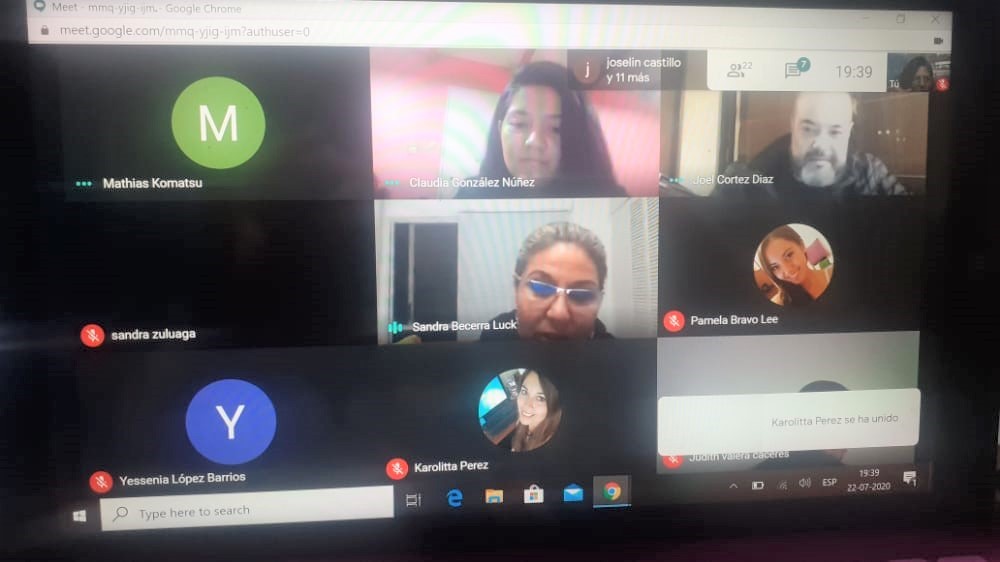 Meet - mmq-yjig-ijm - Google Chrome
meet.google.com/mmq-yjig-ijm?authuser=0
joselin castillo
y 11 más
j
22
7
19:39
Tú
M
Mathias Komatsu
Claudia González Núñez
Joel Cortez Diaz
sandra zuluaga
Sandra Becerra Luck
Pamela Bravo Lee
Y
Yessenia López Barrios
Karolitta Perez
Karolitta Perez se ha unido
Judith Valera caceres
Type here to search
ESP
19:39
22-07-2020